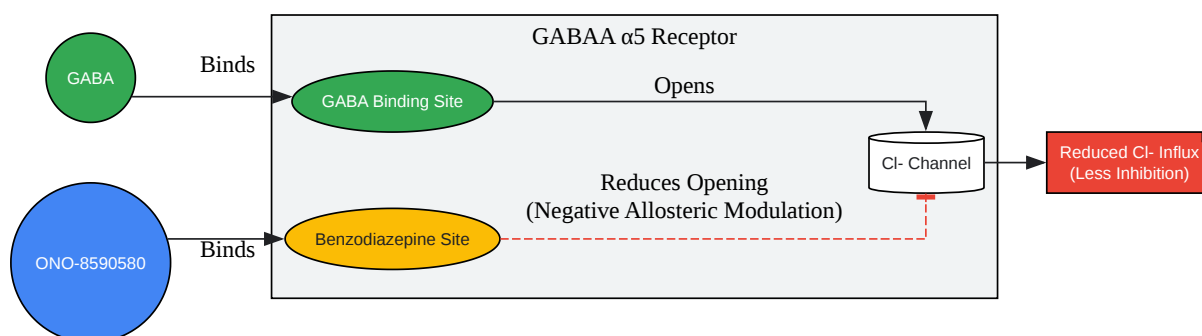 GABAA α5 Receptor
GABA
Binds
GABA Binding Site
Opens
Cl- Channel
Reduced Cl- Influx
(Less Inhibition)
Reduces Opening
(Negative Allosteric Modulation)
ONO-8590580
Binds
Benzodiazepine Site